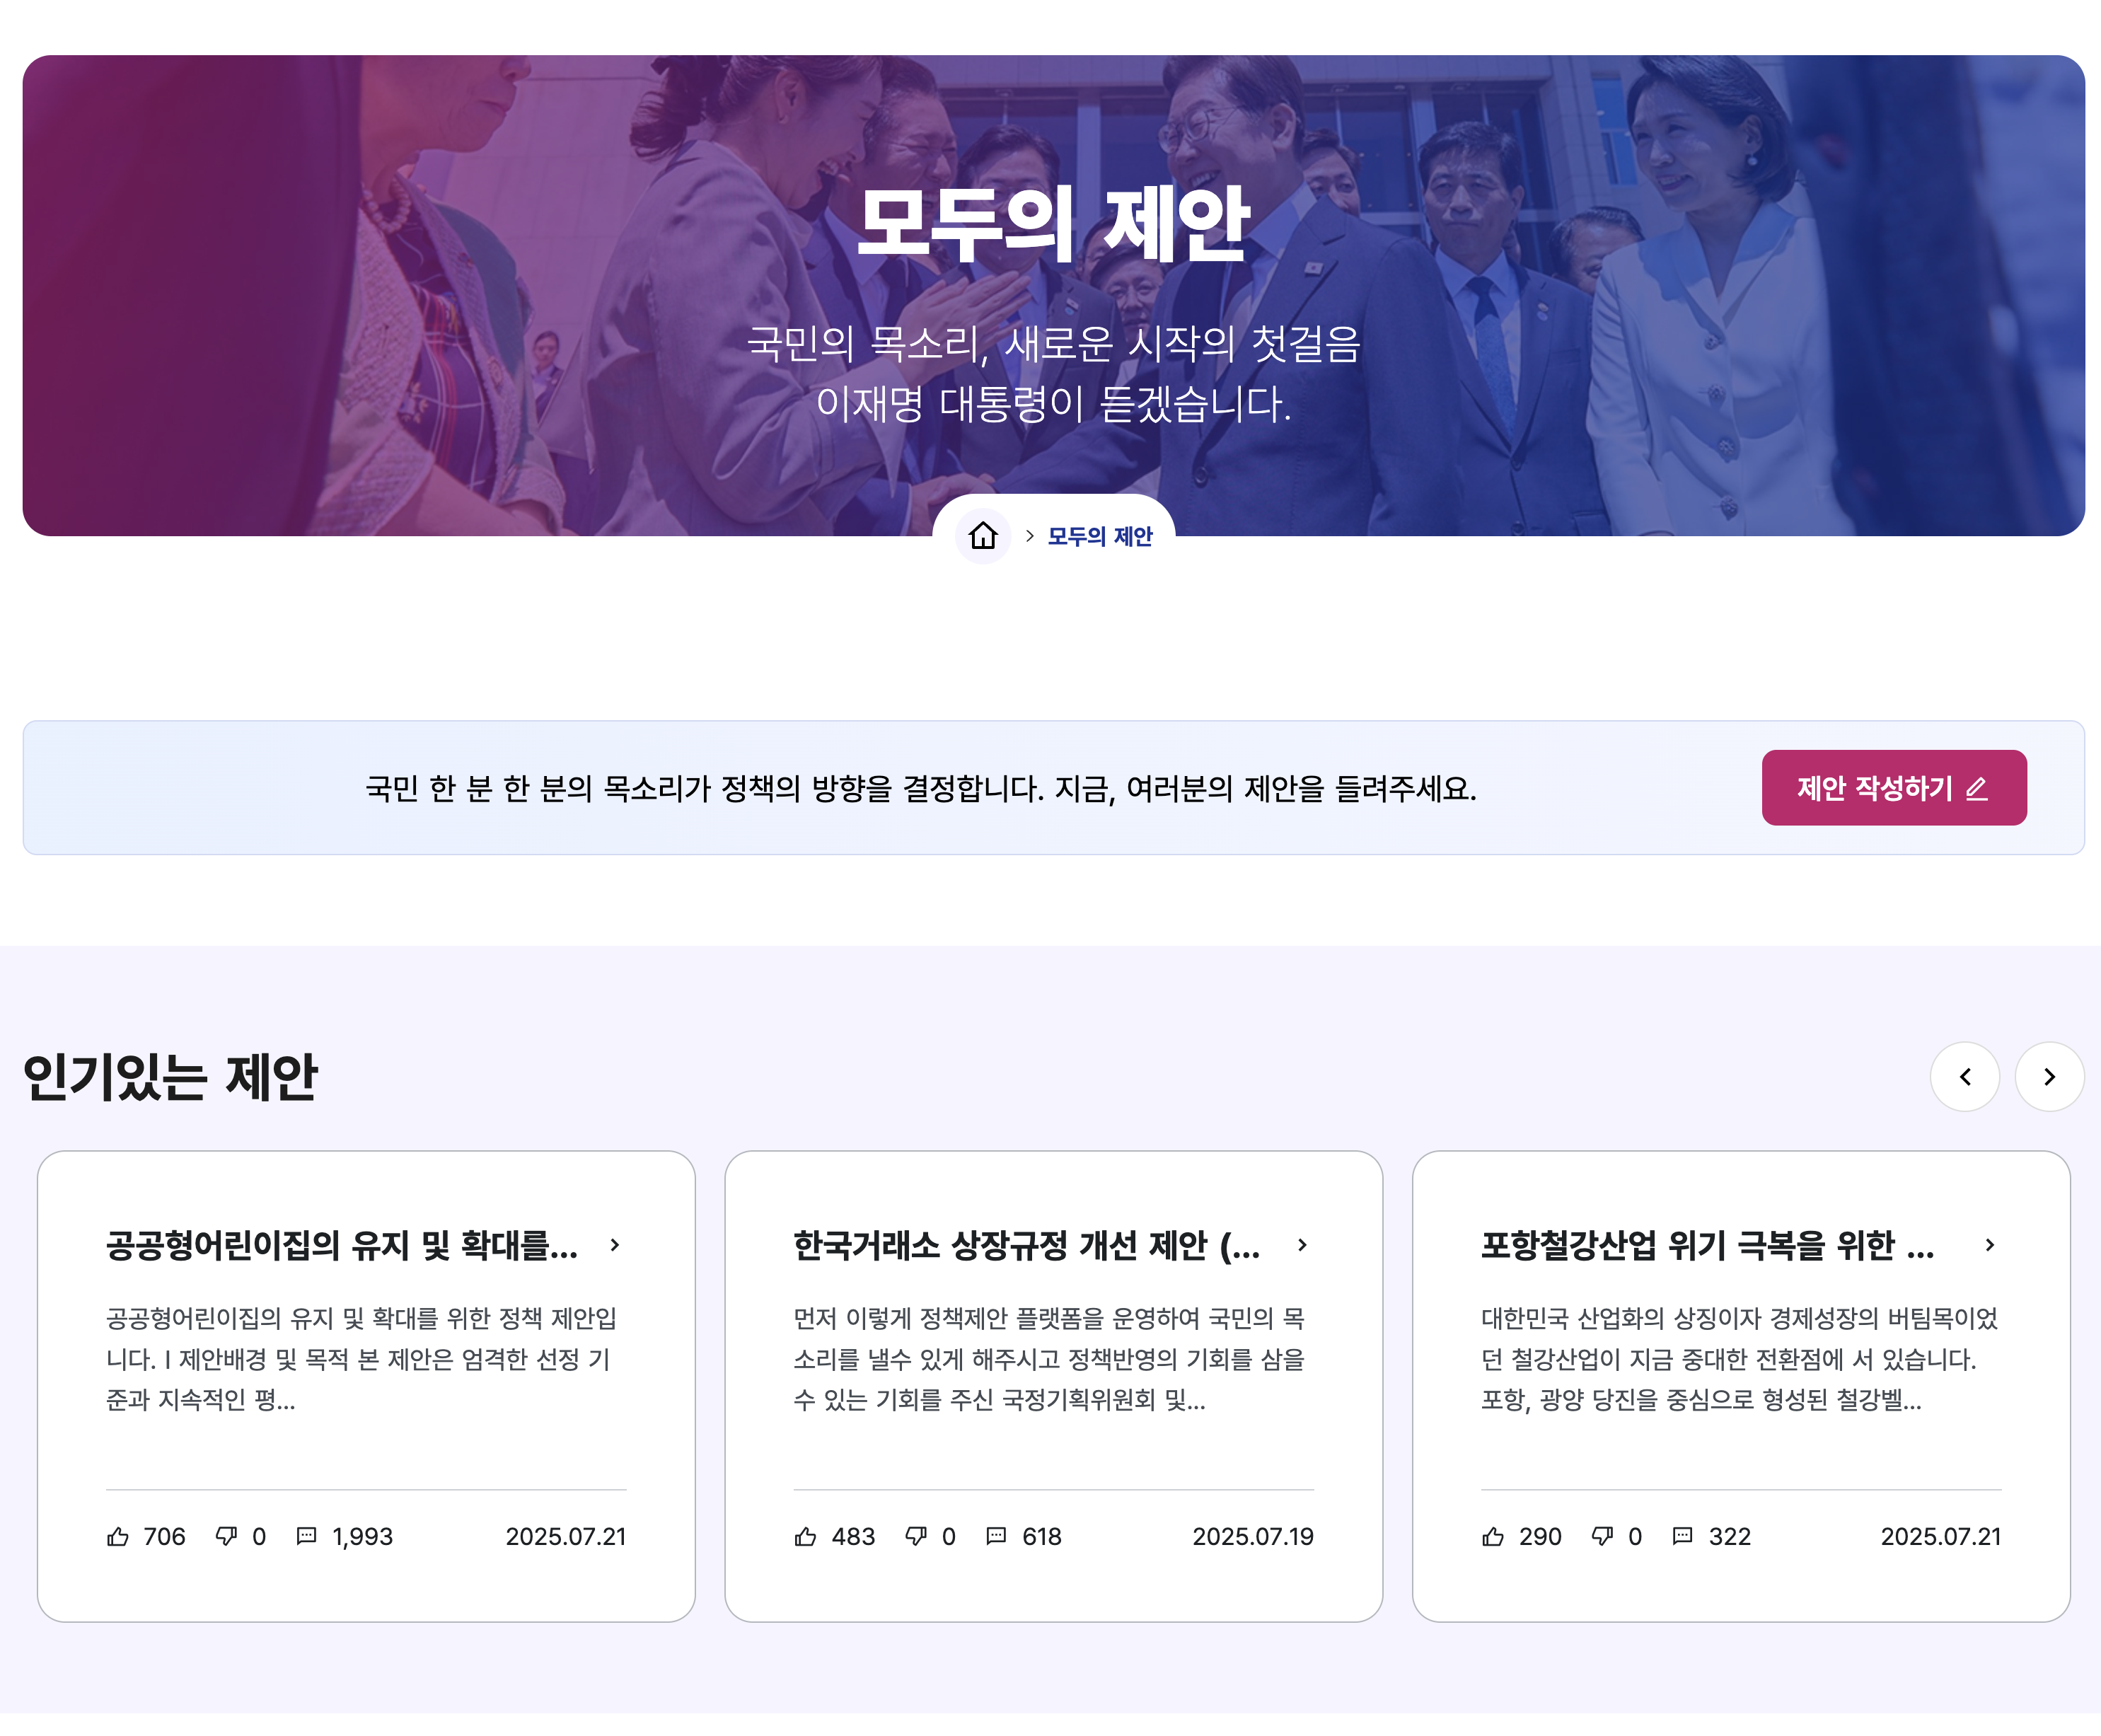 모두의 제안
국민의 목소리, 새로운 시작의 첫걸음
이재명 대통령이 듣겠습니다.
모두의 제안
국민 한 분 한 분의 목소리가 정책의 방향을 결정합니다. 지금, 여러분의 제안을 들려주세요.
제안 작성하기
인기있는 제안
공공형어린이집의 유지 및 확대를...
공공형어린이집의 유지 및 확대를 위한 정책 제안입
니다. I 제안배경 및 목적 본 제안은 엄격한 선정 기
준과 지속적인 평...
706 0 1,993 2025.07.21
한국거래소 상장규정 개선 제안 (...
먼저 이렇게 정책제안 플랫폼을 운영하여 국민의 목
소리를 낼수 있게 해주시고 정책반영의 기회를 삼을
수 있는 기회를 주신 국정기획위원회 및...
483 0 618 2025.07.19
포항철강산업 위기 극복을 위한 ...
대한민국 산업화의 상징이자 경제성장의 버팀목이었
던 철강산업이 지금 중대한 전환점에 서 있습니다.
포항, 광양 당진을 중심으로 형성된 철강벨...
290 0 322 2025.07.21